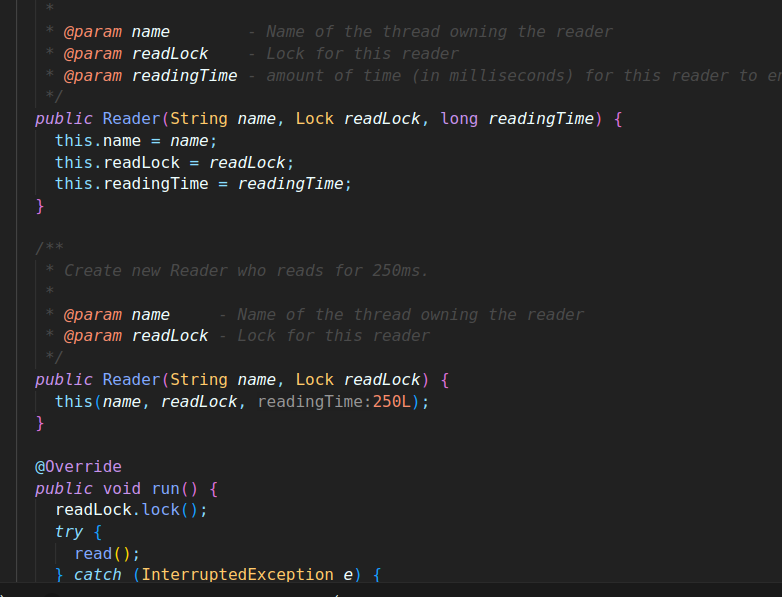 *
* @param name - Name of the thread owning the reader
* @param readLock - Lock for this reader
* @param readingTime - amount of time (in milliseconds) for this reader to
*/
public Reader(String name, Lock readLock, long readingTime) {
this.name = name;
this.readLock = readLock;
this.readingTime = readingTime;
}
/**
* Create new Reader who reads for 250ms.
*
* @param name - Name of the thread owning the reader
* @param readLock - Lock for this reader
*/
public Reader(String name, Lock readLock) {
this(name, readLock, readingTime:250L);
}
@Override
public void run() {
readLock.lock();
try {
read();
} catch (InterruptedException e) {